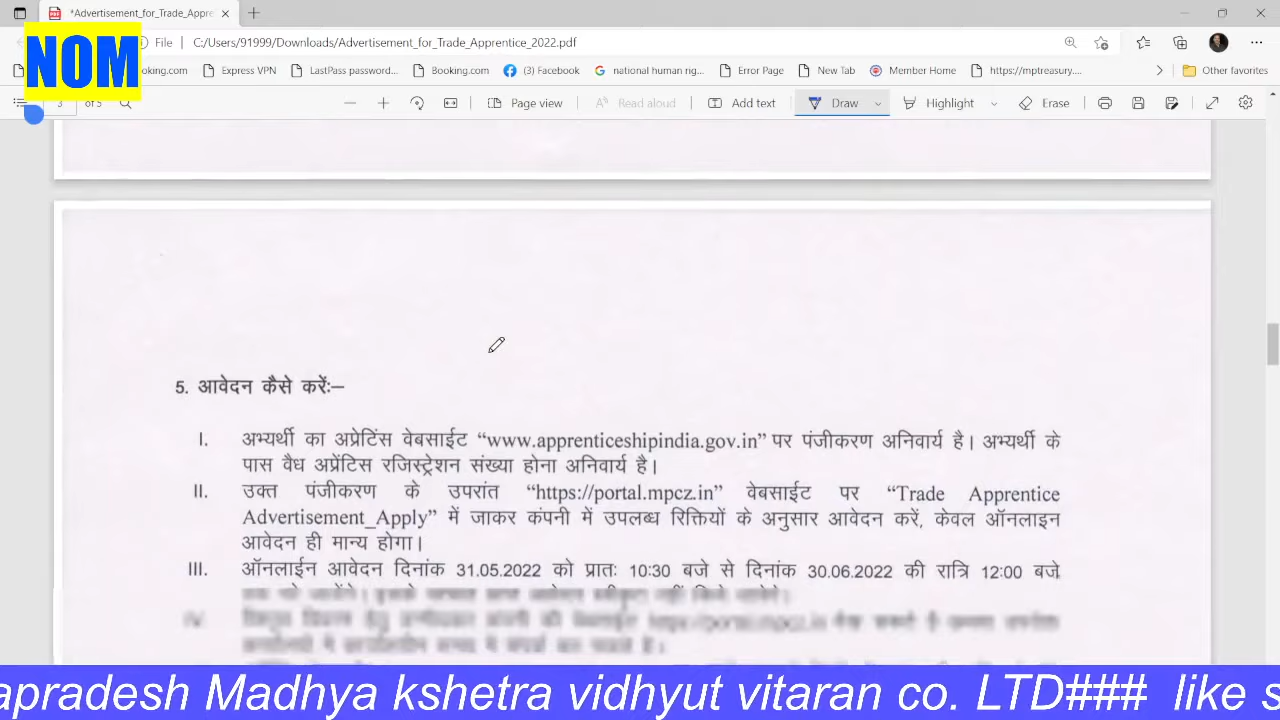 *Advertisement_for_Trade_Appre
NOM
File C:/Users/91999/Downloads/Advertisement_for_Trade_Apprentice_2022.pdf
ooking.com Express VPN LastPass password... Booking.com (3) Facebook national human rig... Error Page New Tab Member Home https://mptreasury.... Other favorites
3 of 5 Page view Read aloud Add text Draw Highlight Erase
5. आवेदन कैसे करेंः—
I. अभ्यर्थी का अप्रेटिंस वेबसाईट “www.apprenticeshipindia.gov.in” पर पंजीकरण अनिवार्य है। अभ्यर्थी के
पास वैध अप्रेंटिस रजिस्ट्रेशन संख्या होना अनिवार्य है।
II. उक्त पंजीकरण के उपरांत “https://portal.mpcz.in” वेबसाईट पर “Trade Apprentice
Advertisement_Apply” में जाकर कंपनी में उपलब्ध रिक्तियों के अनुसार आवेदन करें, केवल ऑनलाइन
आवेदन ही मान्य होगा।
III. ऑनलाईन आवेदन दिनांक 31.05.2022 को प्रातः 10:30 बजे से दिनांक 30.06.2022 की रात्रि 12:00 बजे
IV. https://portal.mpcz.in
apradesh Madhya kshetra vidhyut vitaran co. LTD### like s